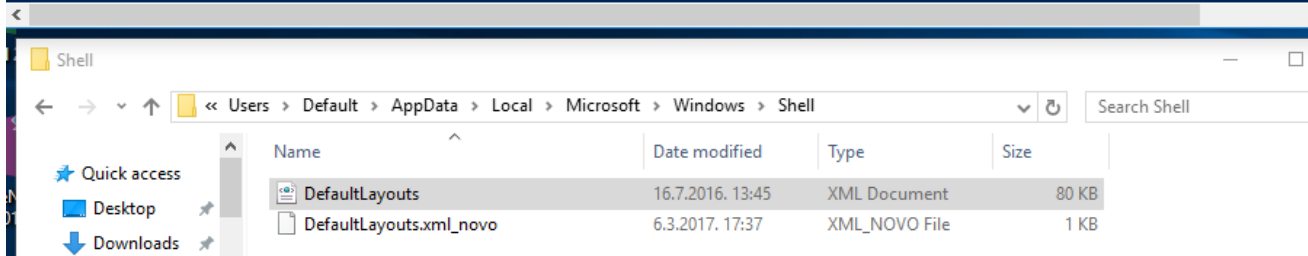 Shell
« Users > Default > AppData > Local > Microsoft > Windows > Shell
Search Shell
Name Date modified Type Size
Quick access
DefaultLayouts 16.7.2016. 13:45 XML Document 80 KB
Desktop
DefaultLayouts.xml_novo 6.3.2017. 17:37 XML_NOVO File 1 KB
Downloads